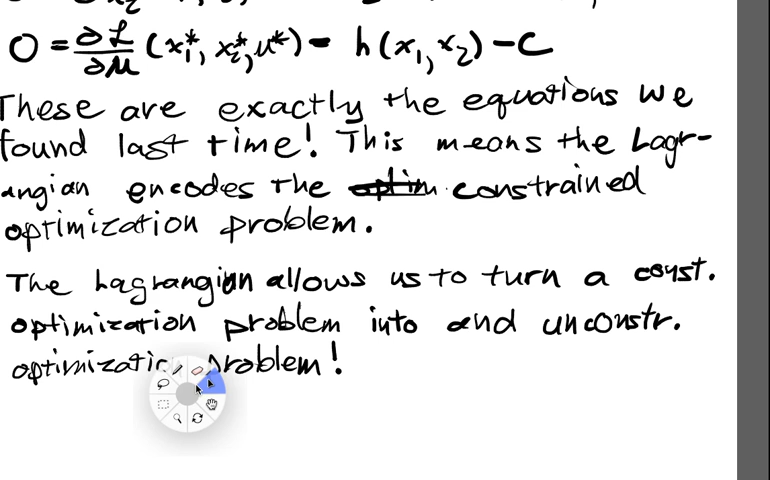 0 = ∂ℒ/∂μ (x₁*, x₂*, μ*) = h(x₁, x₂) - C
These are exactly the equations we
found last time! This means the Lagr-
angian encodes the constrained
optimization problem.
The Lagrangian allows us to turn a const.
optimization problem into and unconstr.
optimization problem!